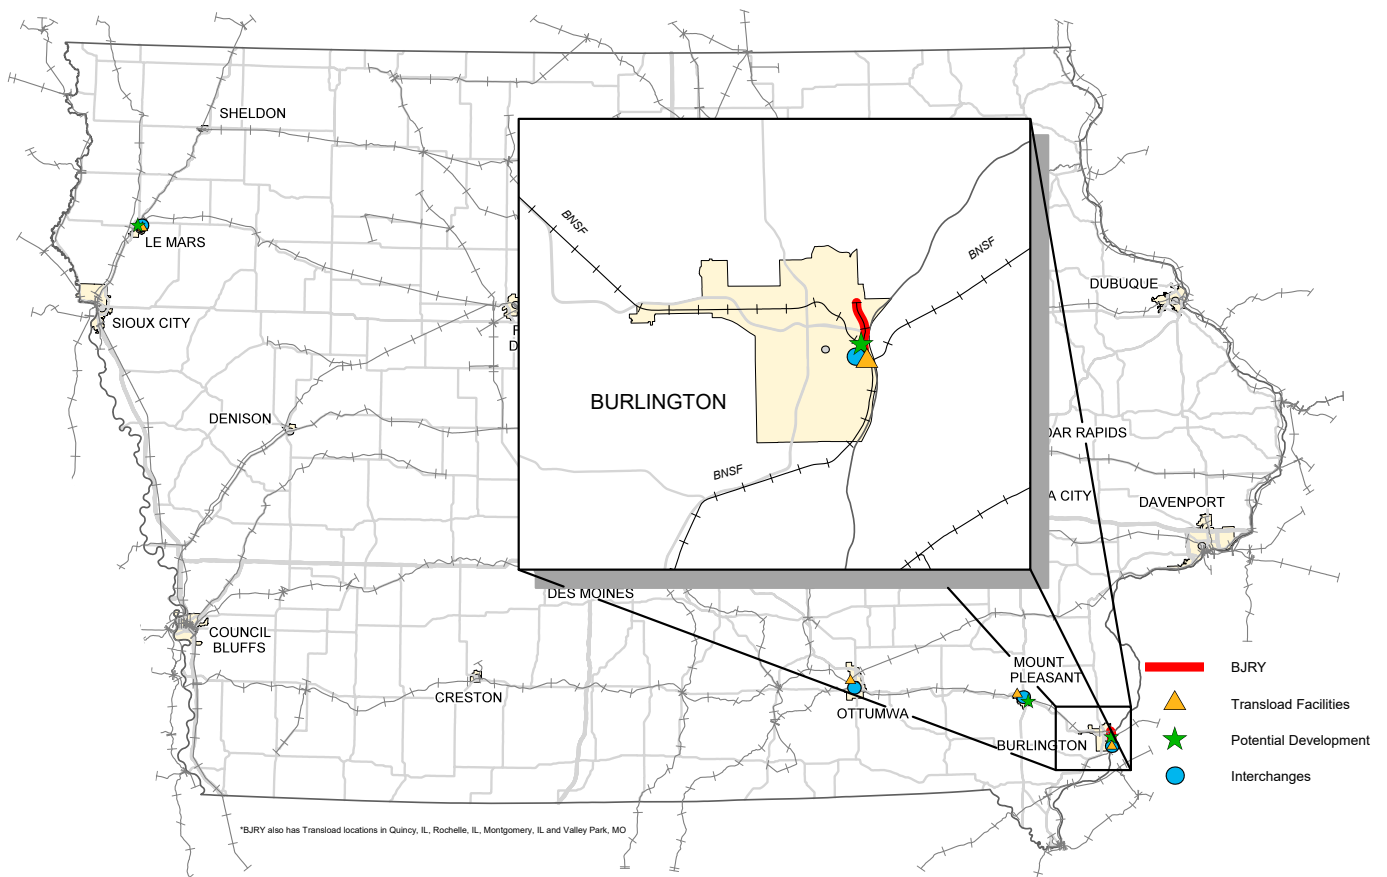 SHELDON
LE MARS
SIOUX CITY
DENISON
COUNCIL
BLUFFS
CRESTON
DES MOINES
BNSF
BNSF
BURLINGTON
BNSF
DUBUQUE
DAR RAPIDS
A CITY
DAVENPORT
MOUNT
PLEASANT
OTTUMWA
BURLINGTON
BJRY
Transload Facilities
Potential Development
Interchanges
*BJRY also has Transload locations in Quincy, IL, Rochelle, IL, Montgomery, IL and Valley Park, MO